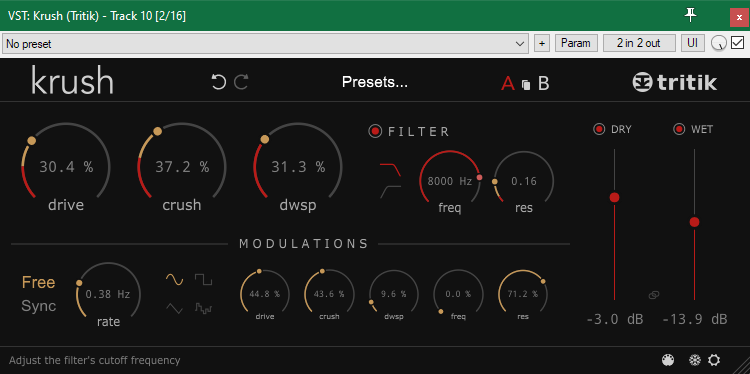 VST: Krush (Tritik) - Track 10 [2/16]
x
No preset
+
Param
2 in 2 out
UI
krush
Presets...
A
B
tritik
30.4 %
drive
37.2 %
crush
31.3 %
dwsp
FILTER
8000 Hz
freq
0.16
res
DRY
WET
MODULATIONS
Free
Sync
0.38 Hz
rate
44.8 %
drive
43.6 %
crush
9.6 %
dwsp
0.0 %
freq
71.2 %
res
-3.0 dB
-13.9 dB
Adjust the filter's cutoff frequency